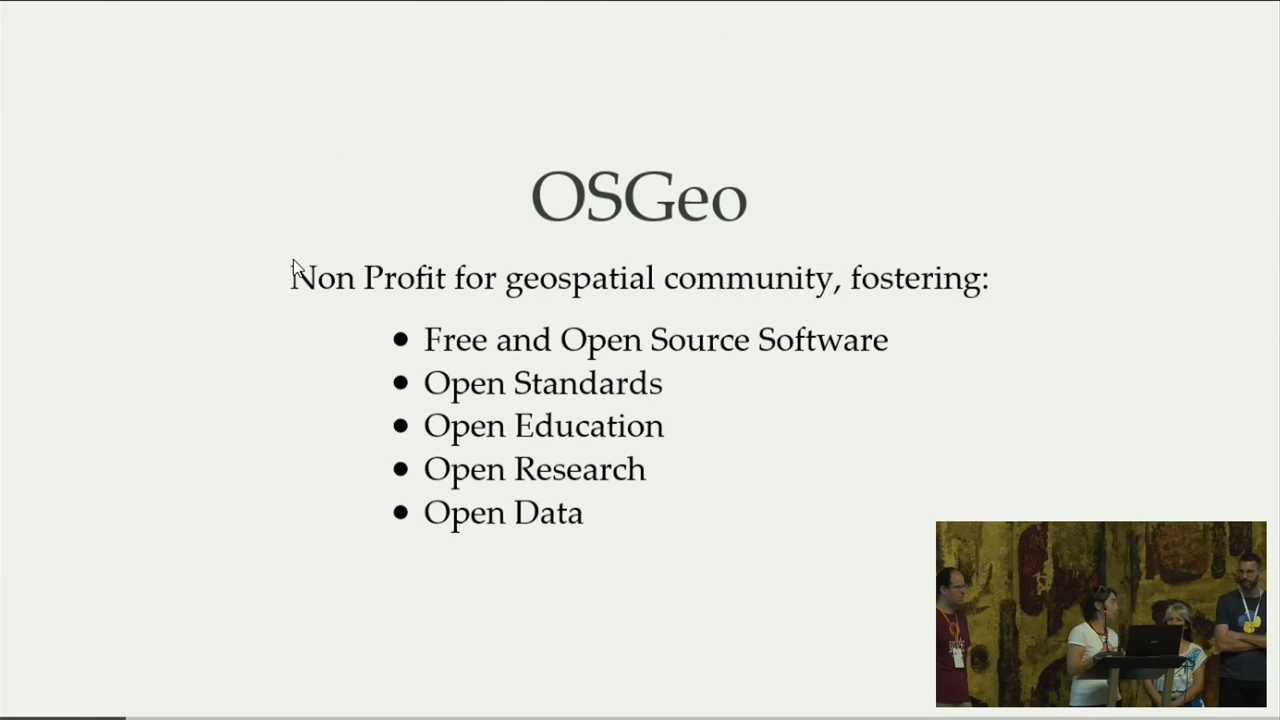 OSGeo
Non Profit for geospatial community, fostering:
Free and Open Source Software
Open Standards
Open Education
Open Research
Open Data